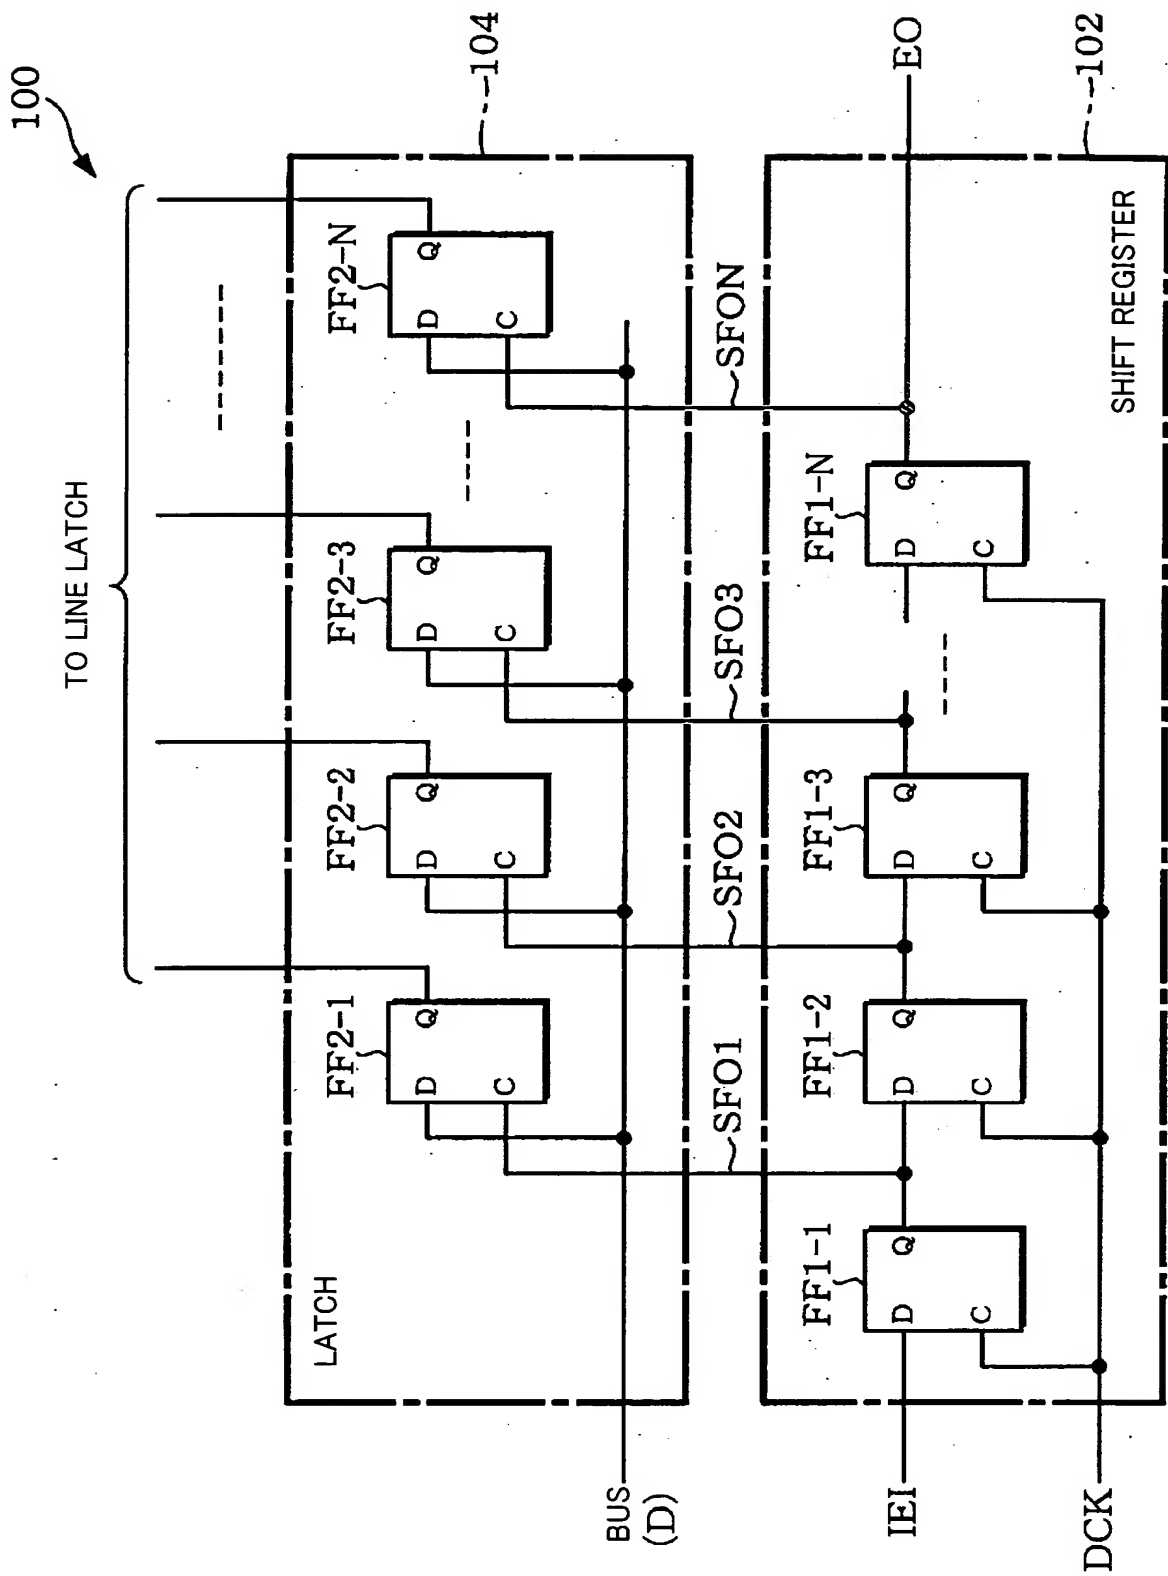 100
TO LINE LATCH
104
LATCH
FF2-1
D
C
Q
FF2-2
D
C
Q
FF2-3
D
C
Q
FF2-N
D
C
Q
BUS
(D)
SFO1
SFO2
SFO3
SFON
IEI
FF1-1
D
C
Q
FF1-2
D
C
Q
FF1-3
D
C
Q
FF1-N
D
C
Q
EO
DCK
SHIFT REGISTER
102